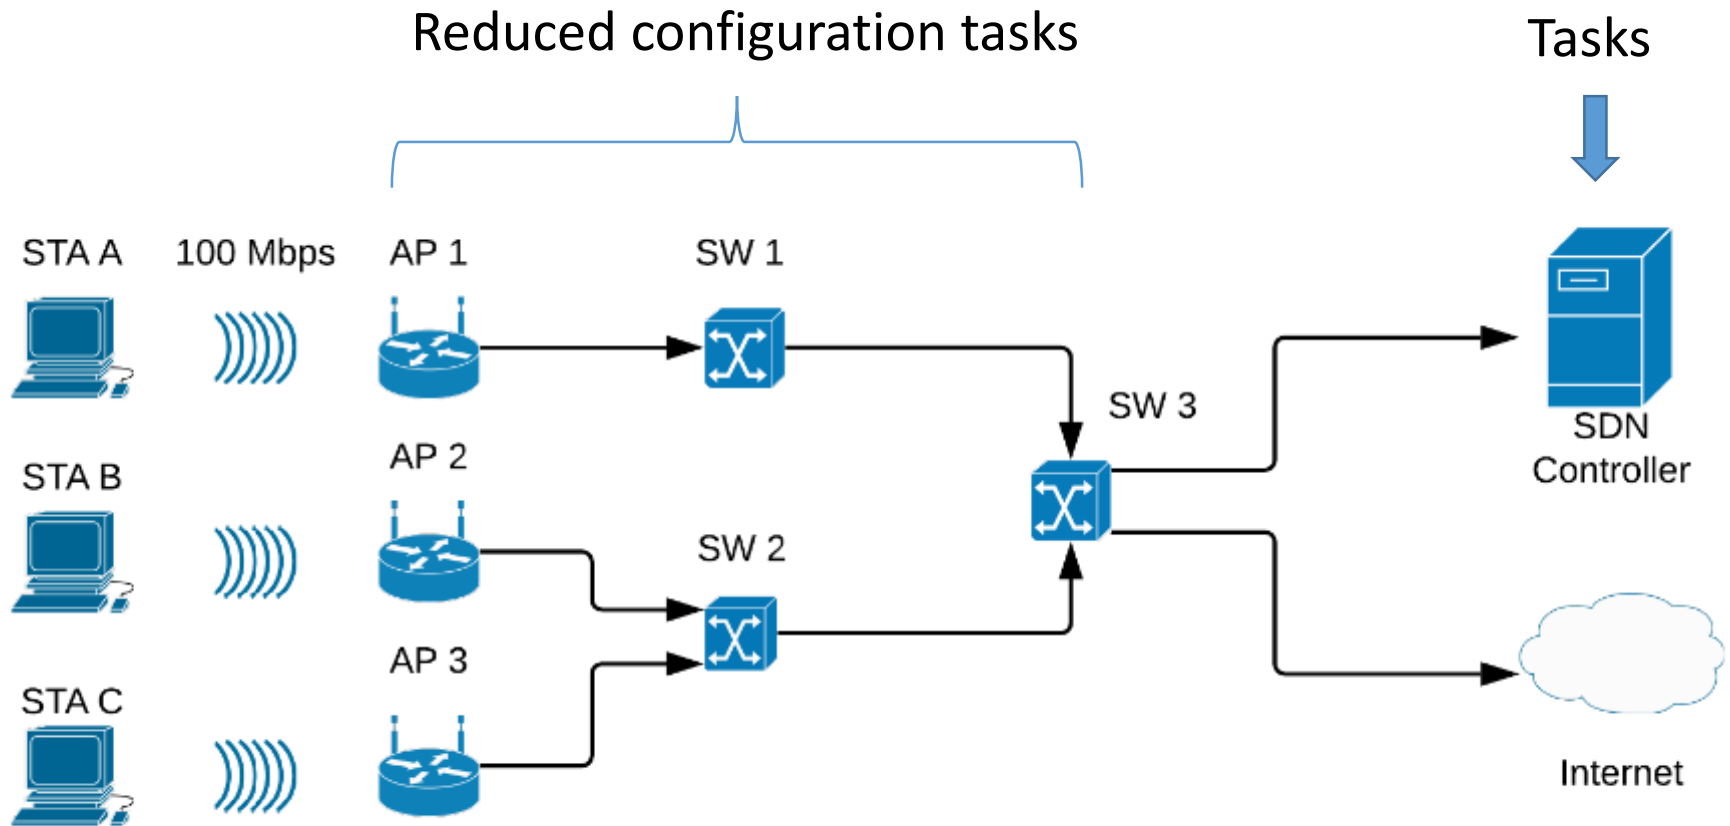 Reduced configuration tasks
Tasks
STA A
100 Mbps
AP 1
SW 1
SW 3
SDN
Controller
AP 2
STA B
SW 2
AP 3
STA C
Internet